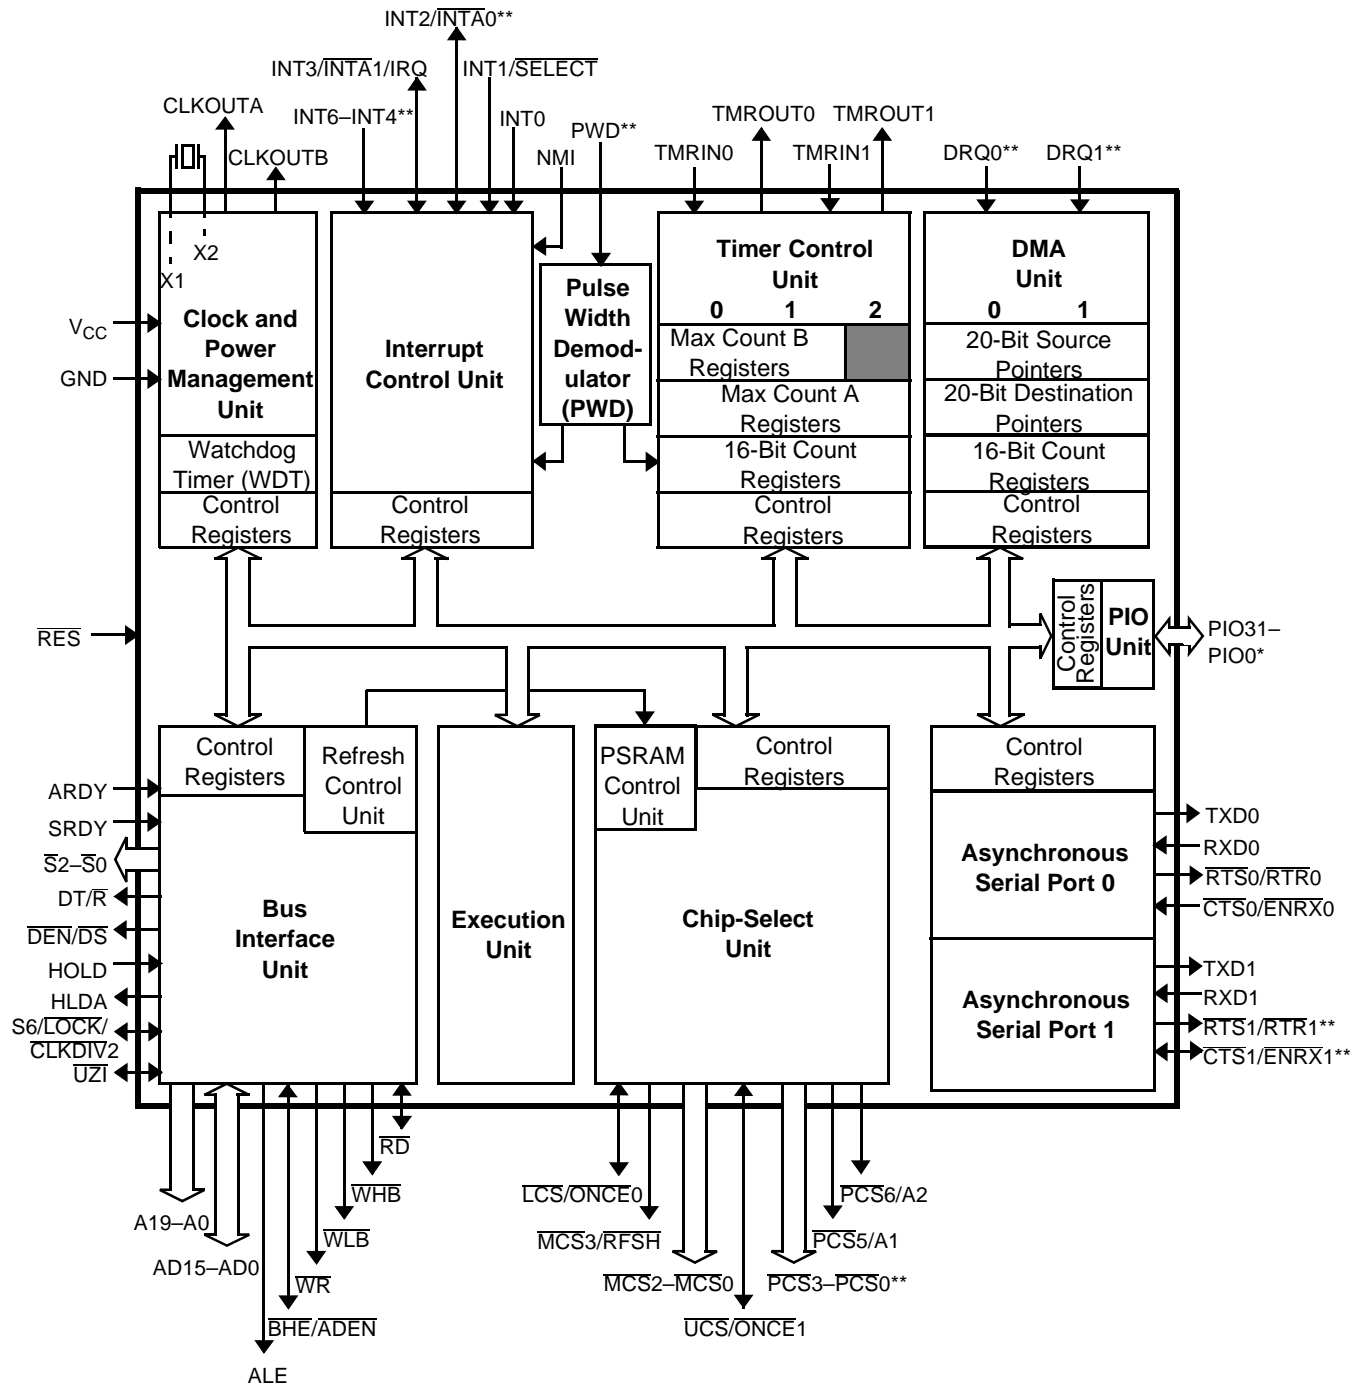 INT2/INTA0**
INT3/INTA1/IRQ
INT1/SELECT
CLKOUTA
INT6–INT4**
INT0
PWD**
TMROUT0
TMROUT1
CLKOUTB
NMI
TMRIN0
TMRIN1
DRQ0**
DRQ1**
X2
X1
VCC
GND
Clock and
Power
Management
Unit
Watchdog
Timer (WDT)
Control
Registers
Interrupt
Control Unit
Control
Registers
Pulse
Width
Demod-
ulator
(PWD)
Timer Control
Unit
0 1 2
Max Count B
Registers
Max Count A
Registers
16-Bit Count
Registers
Control
Registers
DMA
Unit
0 1
20-Bit Source
Pointers
20-Bit Destination
Pointers
16-Bit Count
Registers
Control
Registers
RES
Control
Registers
PIO
Unit
PIO31–
PIO0*
Control
Registers
Refresh
Control
Unit
Bus
Interface
Unit
Execution
Unit
PSRAM
Control
Unit
Control
Registers
Chip-Select
Unit
Control
Registers
Asynchronous
Serial Port 0
Asynchronous
Serial Port 1
ARDY
SRDY
S2–S0
DT/R
DEN/DS
HOLD
HLDA
S6/LOCK/
CLKDIV2
UZI
TXD0
RXD0
RTS0/RTR0
CTS0/ENRX0
TXD1
RXD1
RTS1/RTR1**
CTS1/ENRX1**
RD
WHB
A19–A0
WLB
AD15–AD0
WR
BHE/ADEN
ALE
LCS/ONCE0
PCS6/A2
MCS3/RFSH
PCS5/A1
MCS2–MCS0
PCS3–PCS0**
UCS/ONCE1